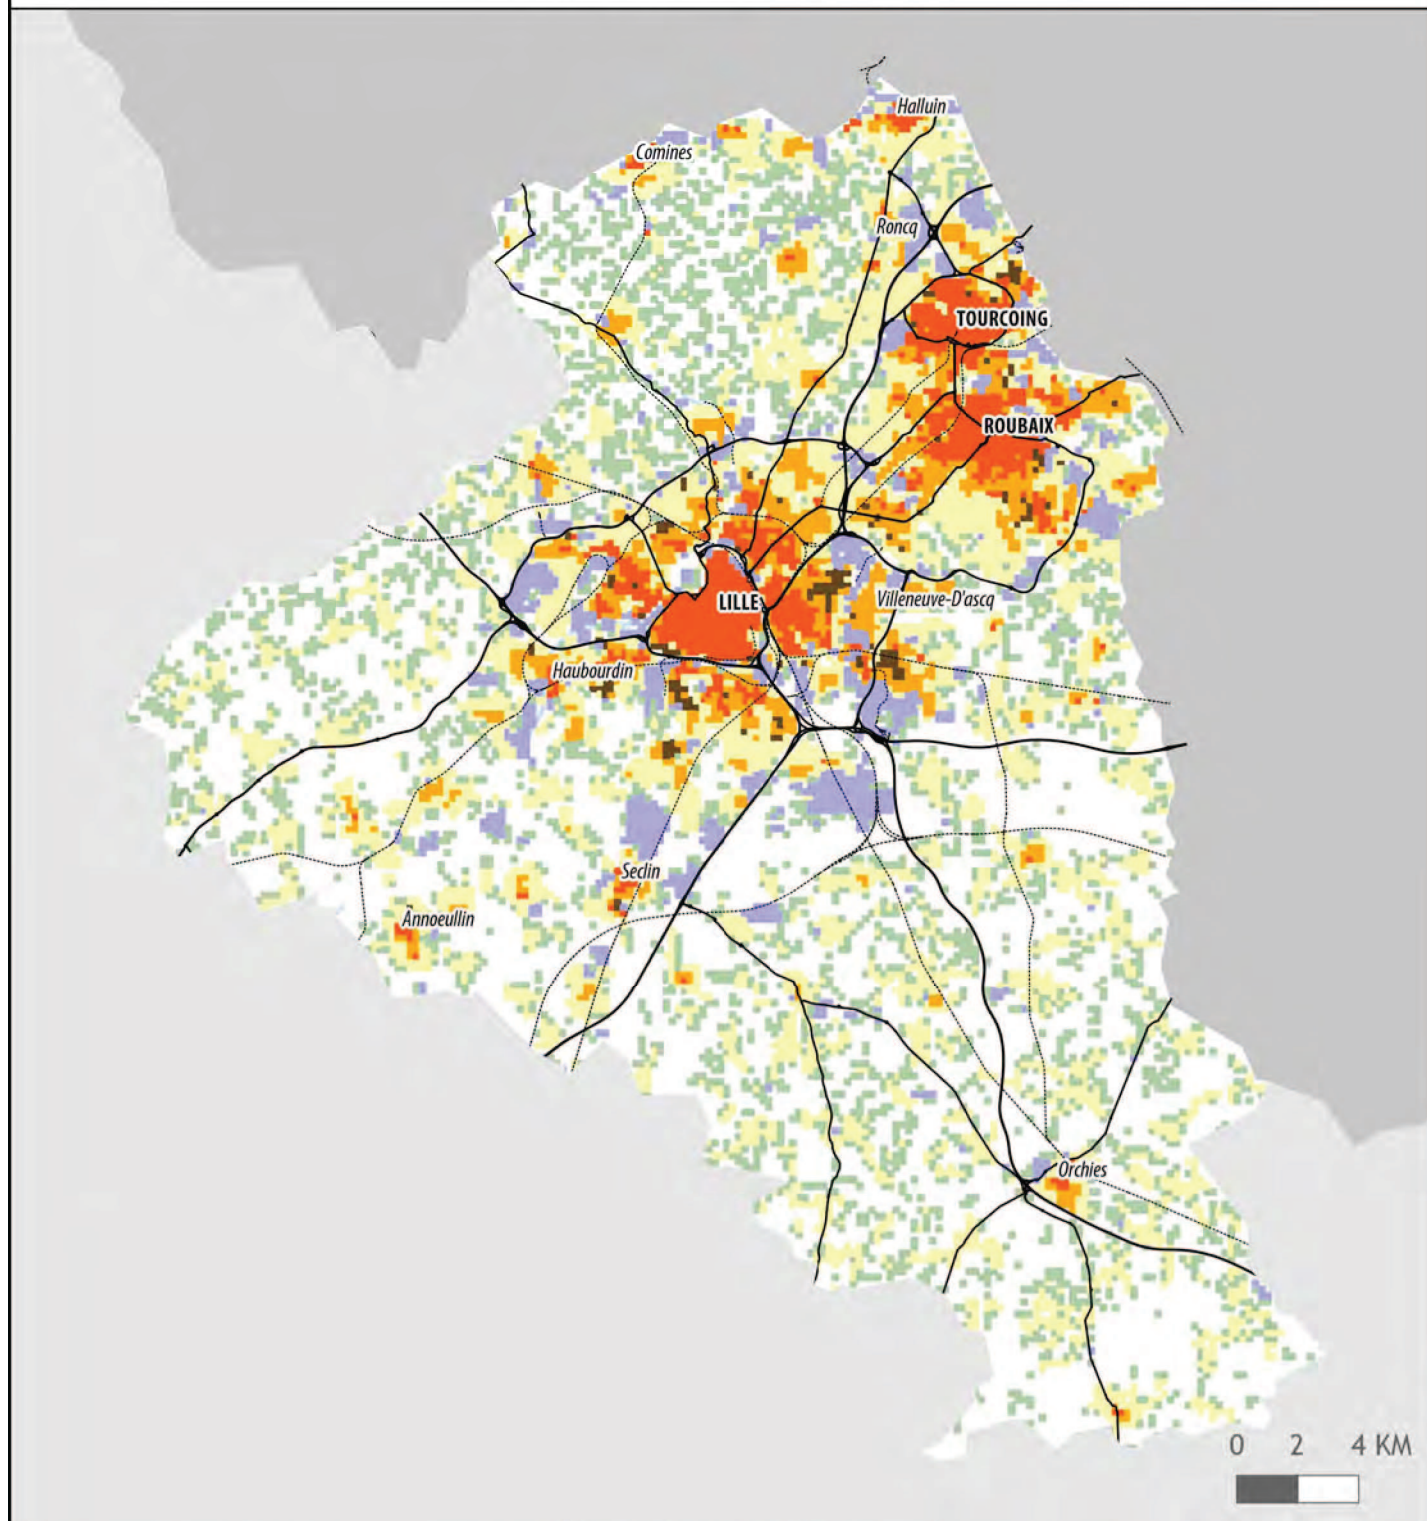 Halluin
Comines
Roncq
TOURCOING
ROUBAIX
LILLE
Villeneuve-D'ascq
Haubourdin
Seclin
Annoeullin
Orchies
0 2 4 KM